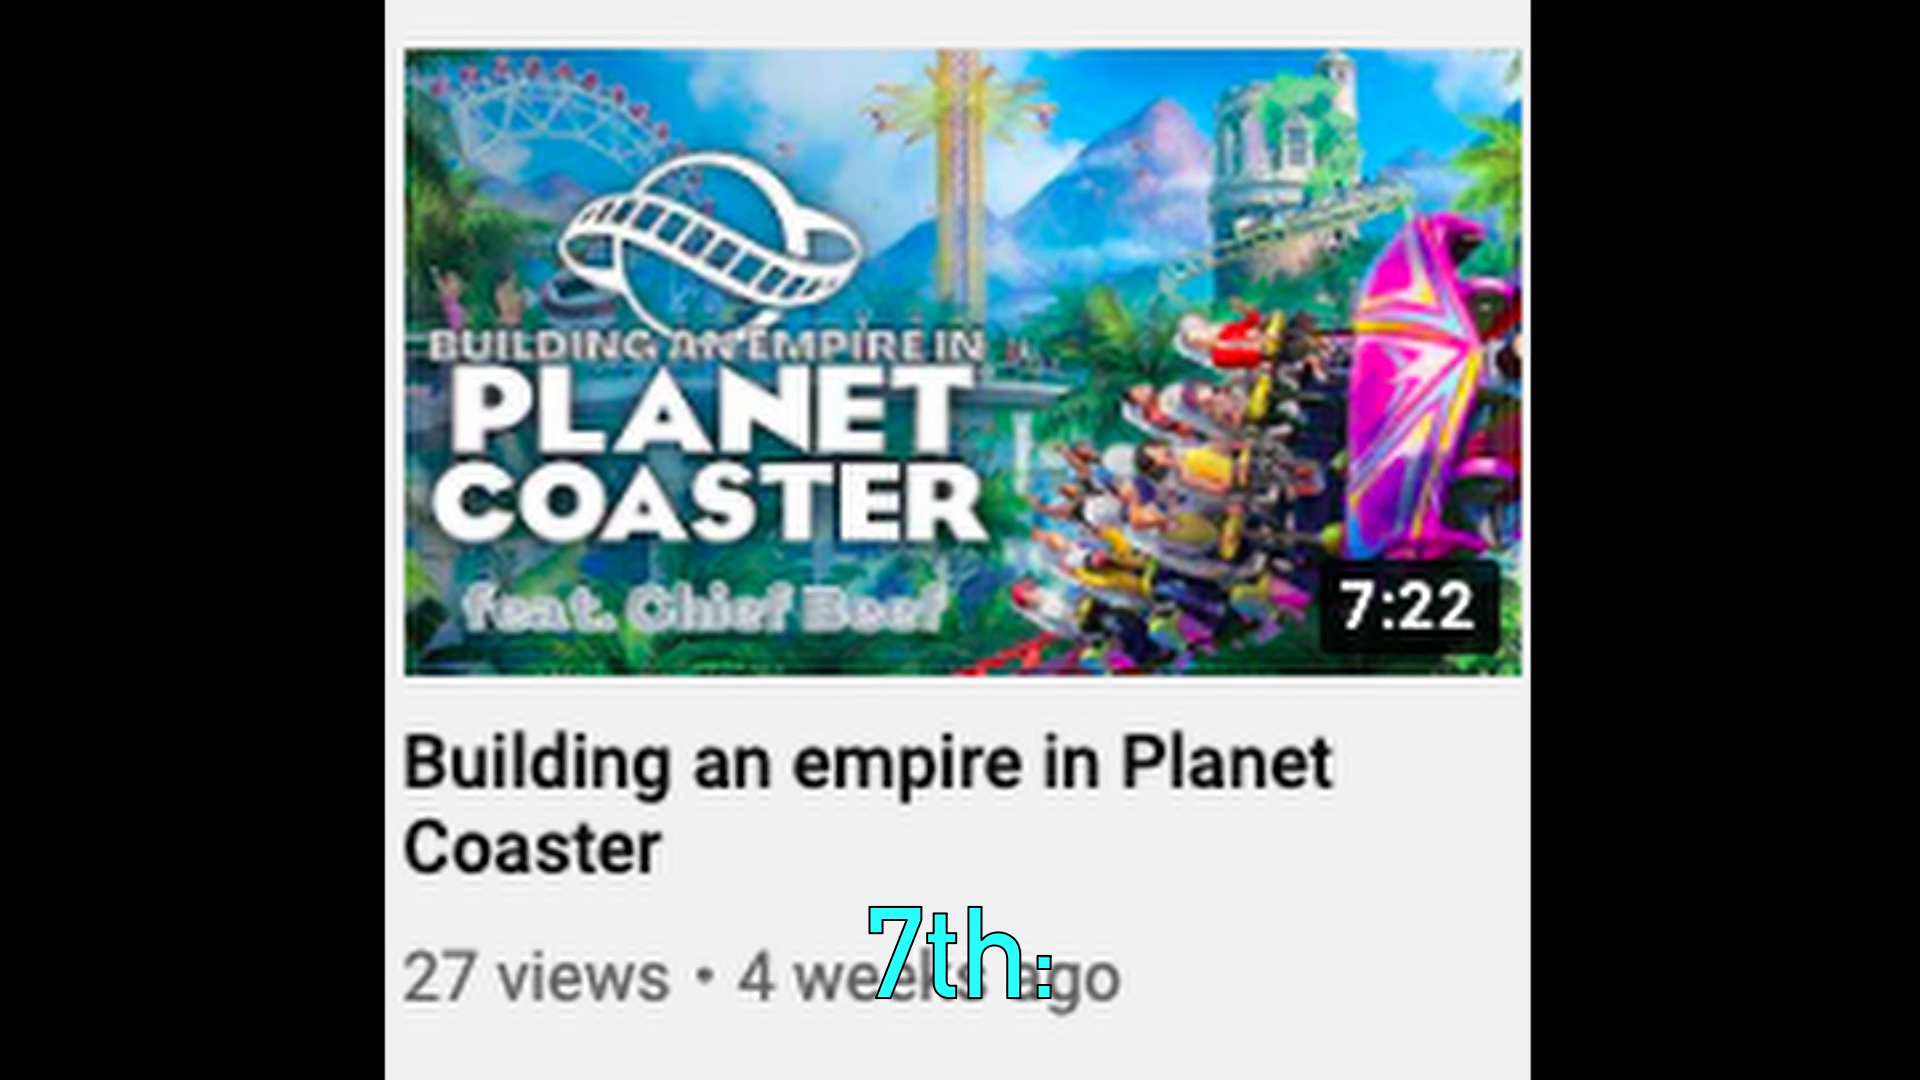 BUILDING AN EMPIRE IN
PLANET
COASTER
feat. Chief Beef
7:22
Building an empire in Planet
Coaster
27 views • 4 weeks ago
7th: